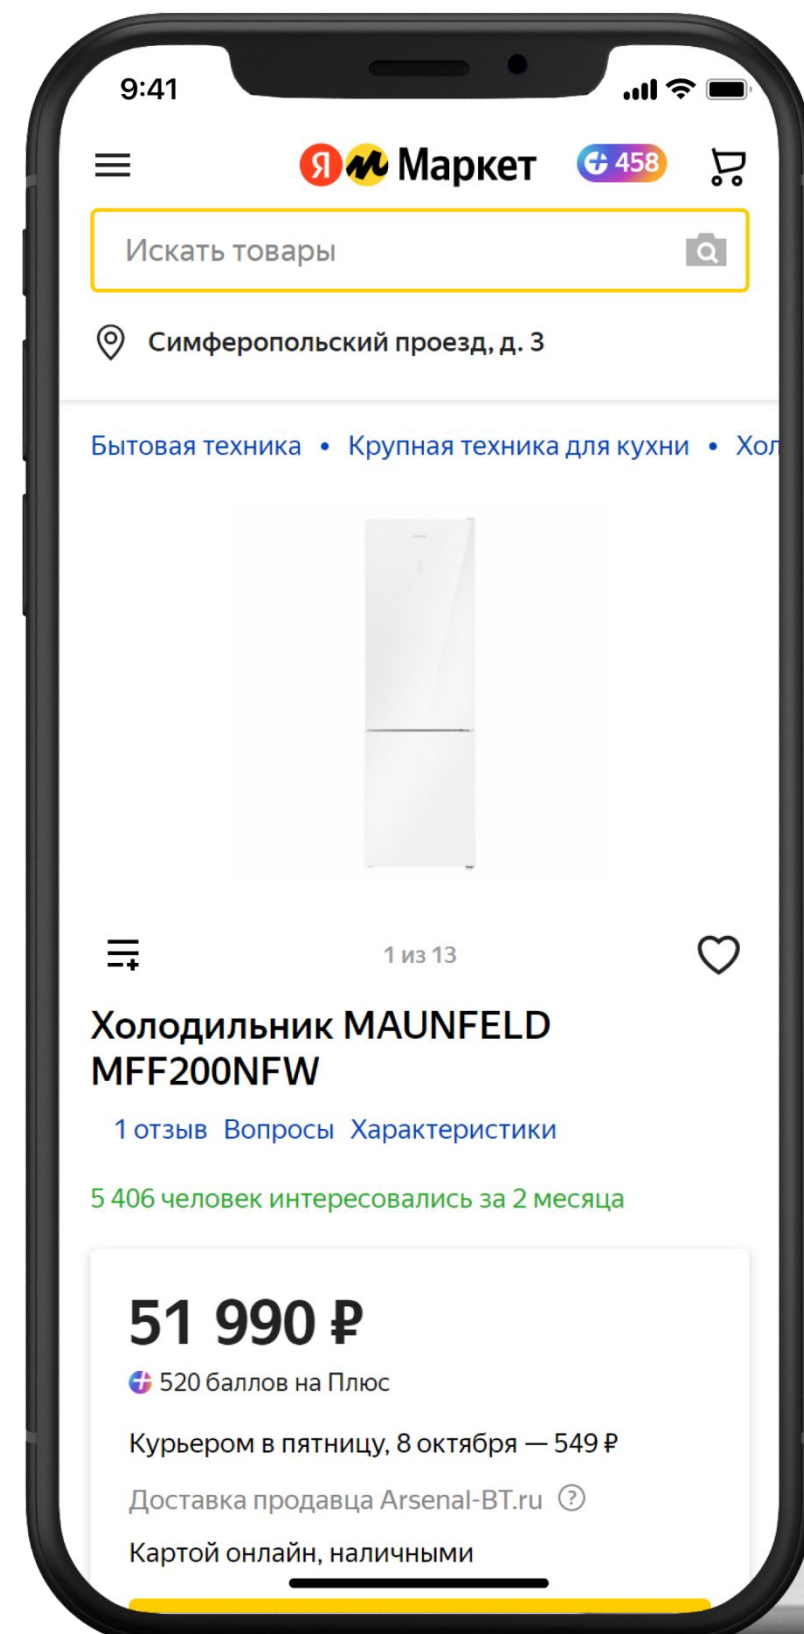 9:41
Я Маркет 458
Искать товары
Симферопольский проезд, д. 3
Бытовая техника • Крупная техника для кухни • Хол
1 из 13
Холодильник MAUNFELD
MFF200NFW
1 отзыв Вопросы Характеристики
5 406 человек интересовались за 2 месяца
51 990 ₽
520 баллов на Плюс
Курьером в пятницу, 8 октября — 549 ₽
Доставка продавца Arsenal-BT.ru ?
Картой онлайн, наличными